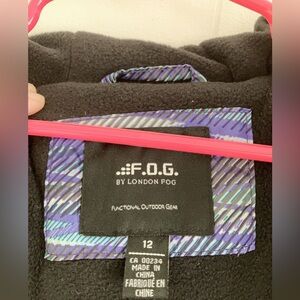 F.O.G.
BY LONDON FOG
FUNCTIONAL OUTDOOR GEAR
12
CA 00234
MADE IN
CHINA
FABRIQUÉ EN
CHINE